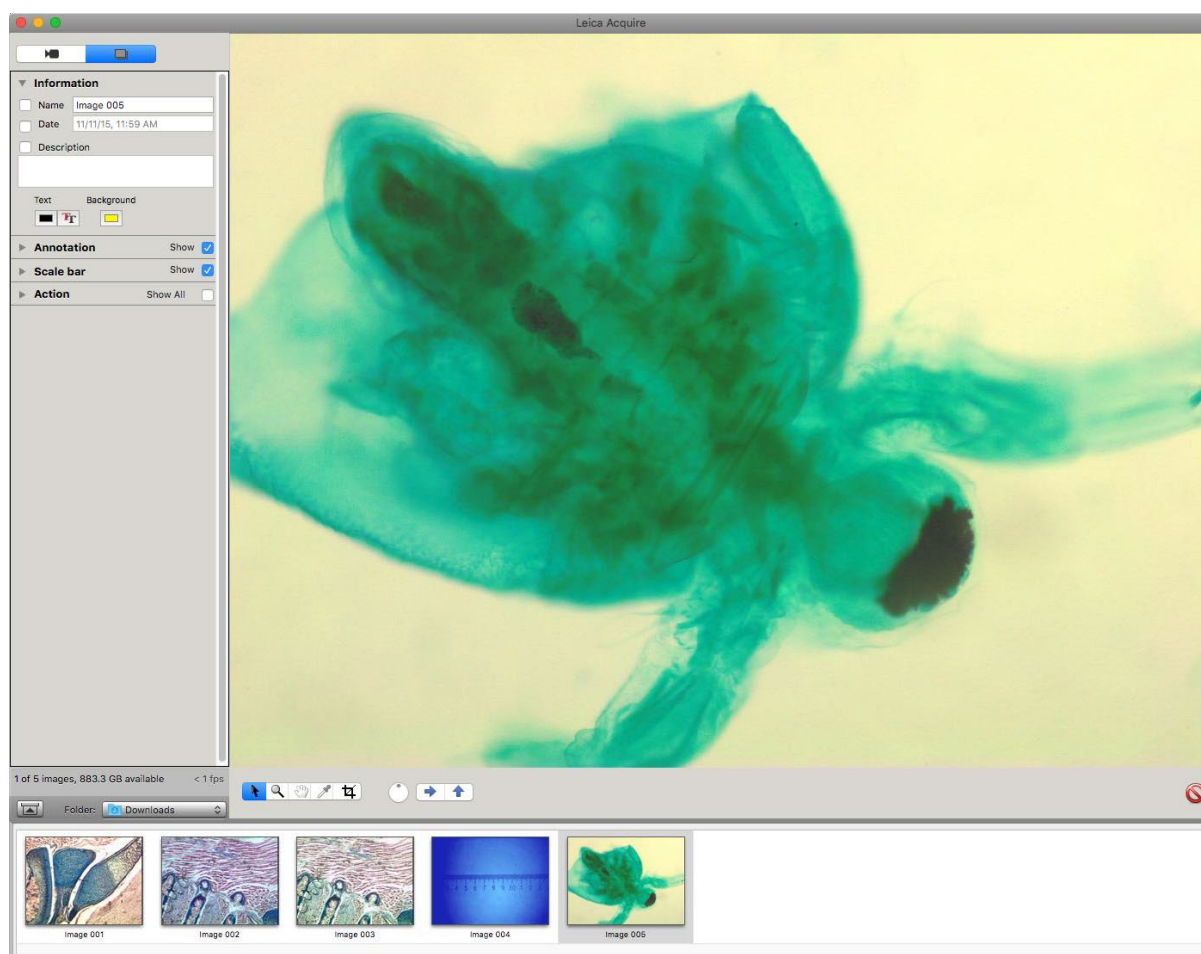 Leica Acquire
Information
Name Image 005
Date 11/11/15, 11:59 AM
Description
Text Background
Annotation Show
Scale bar Show
Action Show All
1 of 5 images, 883.3 GB available < 1 fps
Folder: Downloads
Image 001 Image 002 Image 003 Image 004 Image 005